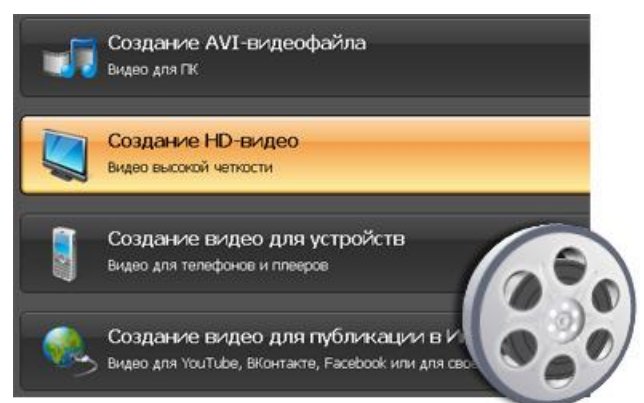 Создание AVI-видеофайла
Видео для ПК
Создание HD-видео
Видео высокой четкости
Создание видео для устройств
Видео для телефонов и плееров
Создание видео для публикации в
Видео для YouTube, ВКонтакте, Facebook или для